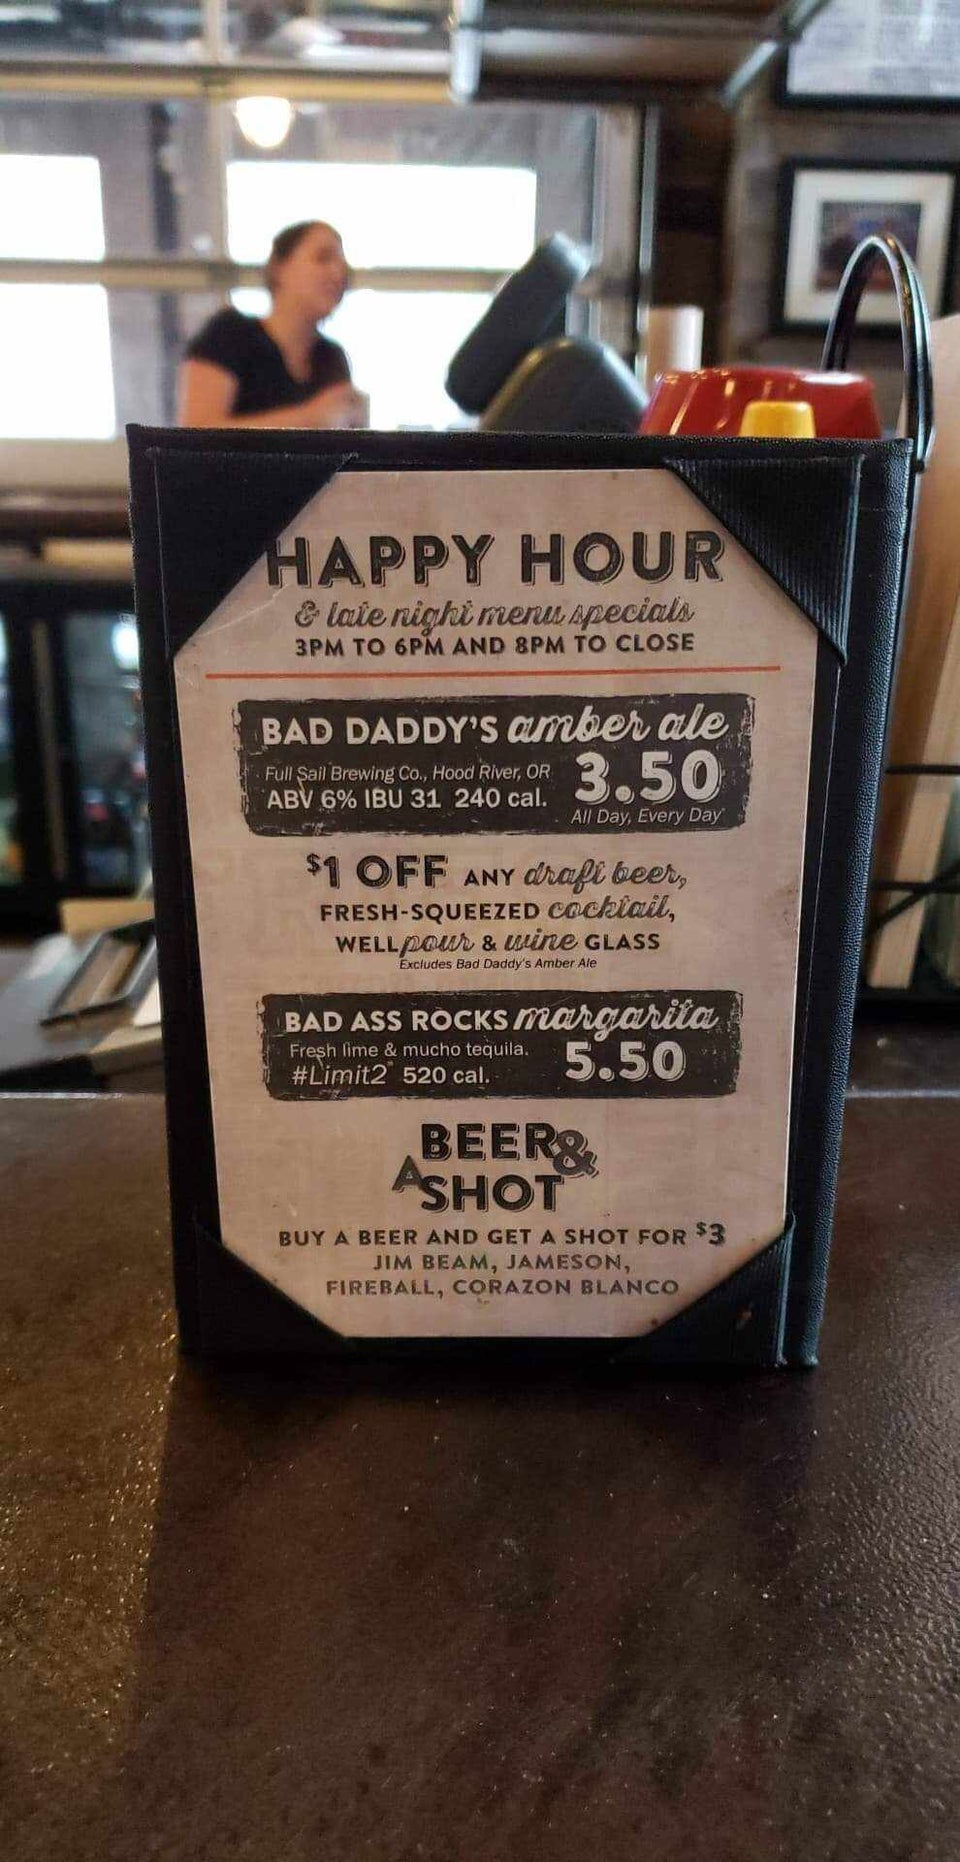 HAPPY HOUR
& late night menu specials
3PM TO 6PM AND 8PM TO CLOSE
BAD DADDY'S amber ale
Full Sail Brewing Co., Hood River, OR
ABV 6% IBU 31 240 cal.
3.50
All Day, Every Day
$1 OFF ANY draft beer,
FRESH-SQUEEZED cocktail,
WELL pour & wine GLASS
Excludes Bad Daddy's Amber Ale
BAD ASS ROCKS margarita
Fresh lime & mucho tequila.
#Limit2 520 cal.
5.50
BEER &
A SHOT
BUY A BEER AND GET A SHOT FOR $3
JIM BEAM, JAMESON,
FIREBALL, CORAZON BLANCO